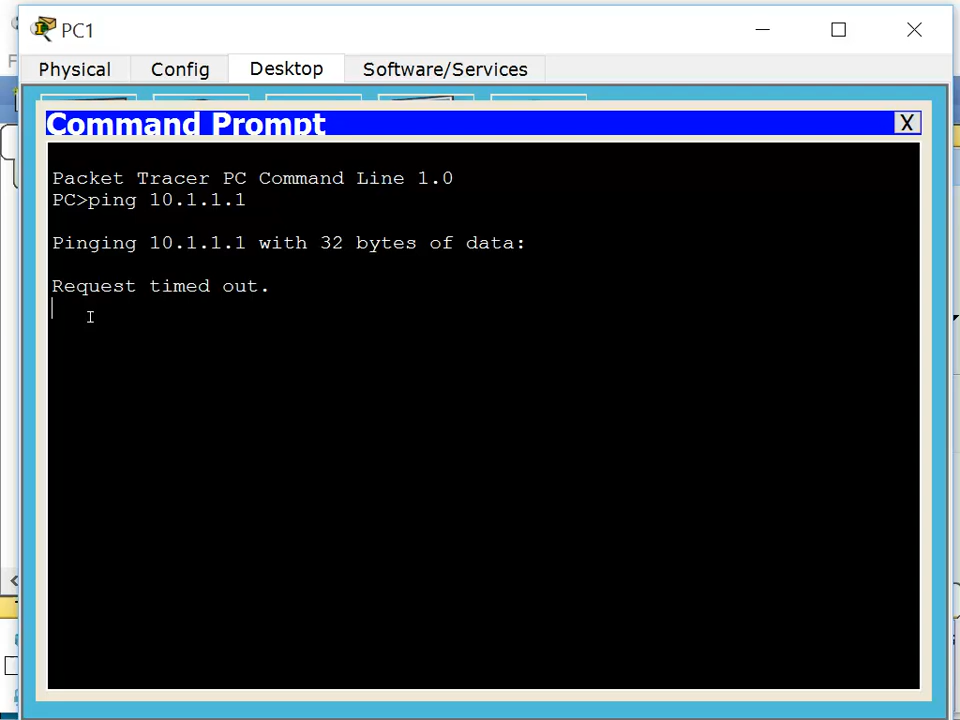 PC1
Physical
Config
Desktop
Software/Services
Command Prompt
X
Packet Tracer PC Command Line 1.0
PC>ping 10.1.1.1
Pinging 10.1.1.1 with 32 bytes of data:
Request timed out.